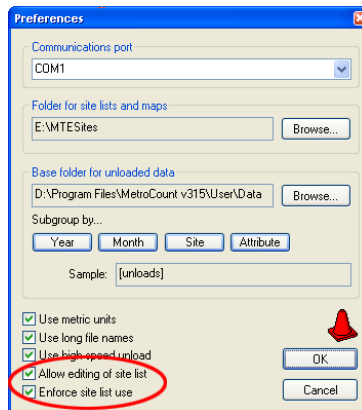 Preferences
Communications port
COM1
Folder for site lists and maps
E:\MTESites
Browse...
Base folder for unloaded data
D:\Program Files\MetroCount v315\User\Data
Browse...
Subgroup by...
Year Month Site Attribute
Sample: [unloads]
Use metric units
Use long file names
Use high speed unload
Allow editing of site list
Enforce site list use
OK
Cancel